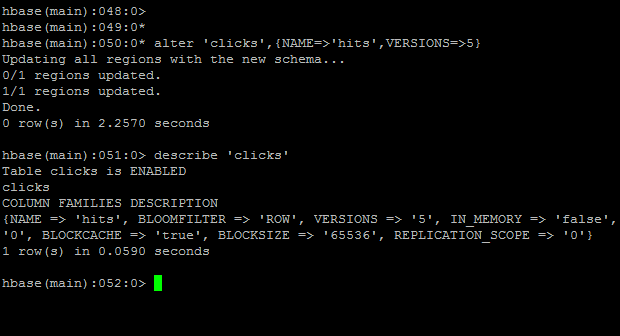 hbase(main):048:0>
hbase(main):049:0*
hbase(main):050:0* alter 'clicks',{NAME=>'hits',VERSIONS=>5}
Updating all regions with the new schema...
0/1 regions updated.
1/1 regions updated.
Done.
0 row(s) in 2.2570 seconds
hbase(main):051:0> describe 'clicks'
Table clicks is ENABLED
clicks
COLUMN FAMILIES DESCRIPTION
{NAME => 'hits', BLOOMFILTER => 'ROW', VERSIONS => '5', IN_MEMORY => 'false',
'0', BLOCKCACHE => 'true', BLOCKSIZE => '65536', REPLICATION_SCOPE => '0'}
1 row(s) in 0.0590 seconds
hbase(main):052:0>